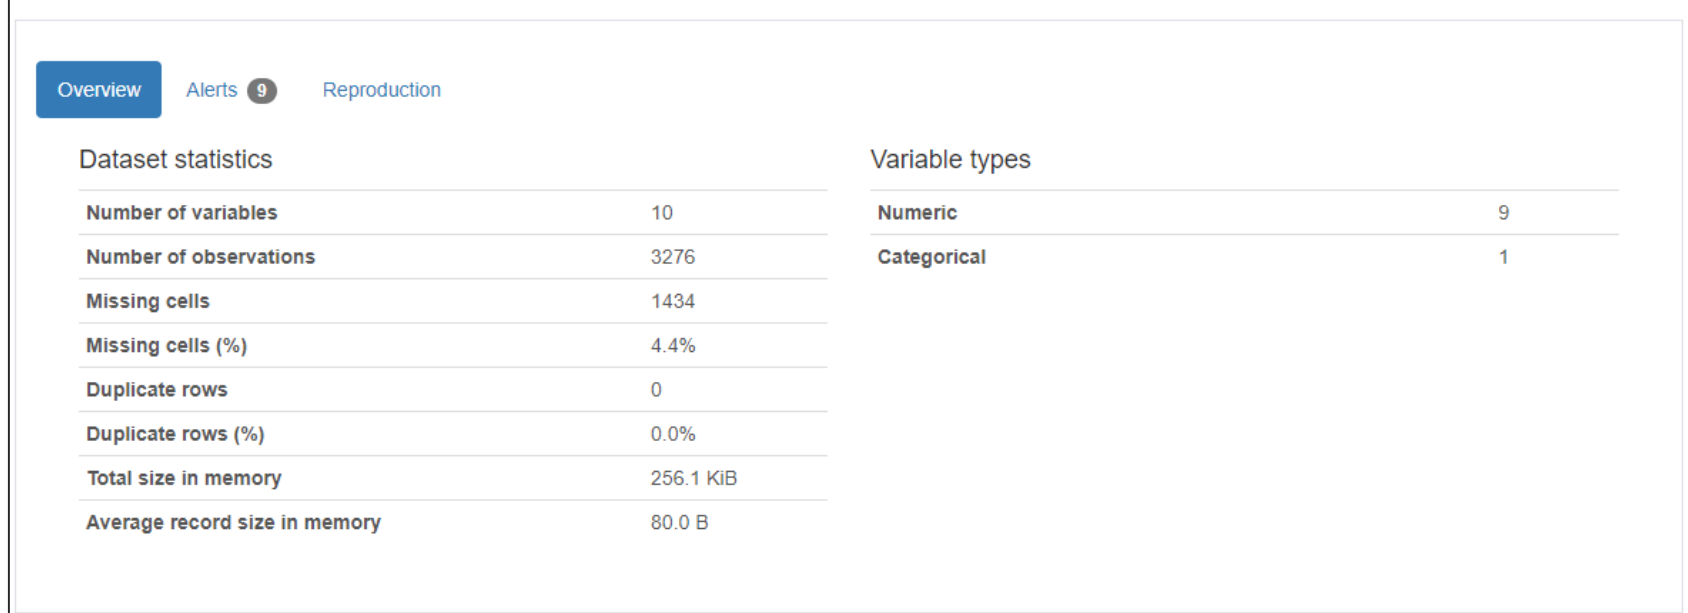 Overview Alerts 9 Reproduction
Dataset statistics
Number of variables 10
Number of observations 3276
Missing cells 1434
Missing cells (%) 4.4%
Duplicate rows 0
Duplicate rows (%) 0.0%
Total size in memory 256.1 KiB
Average record size in memory 80.0 B
Variable types
Numeric 9
Categorical 1